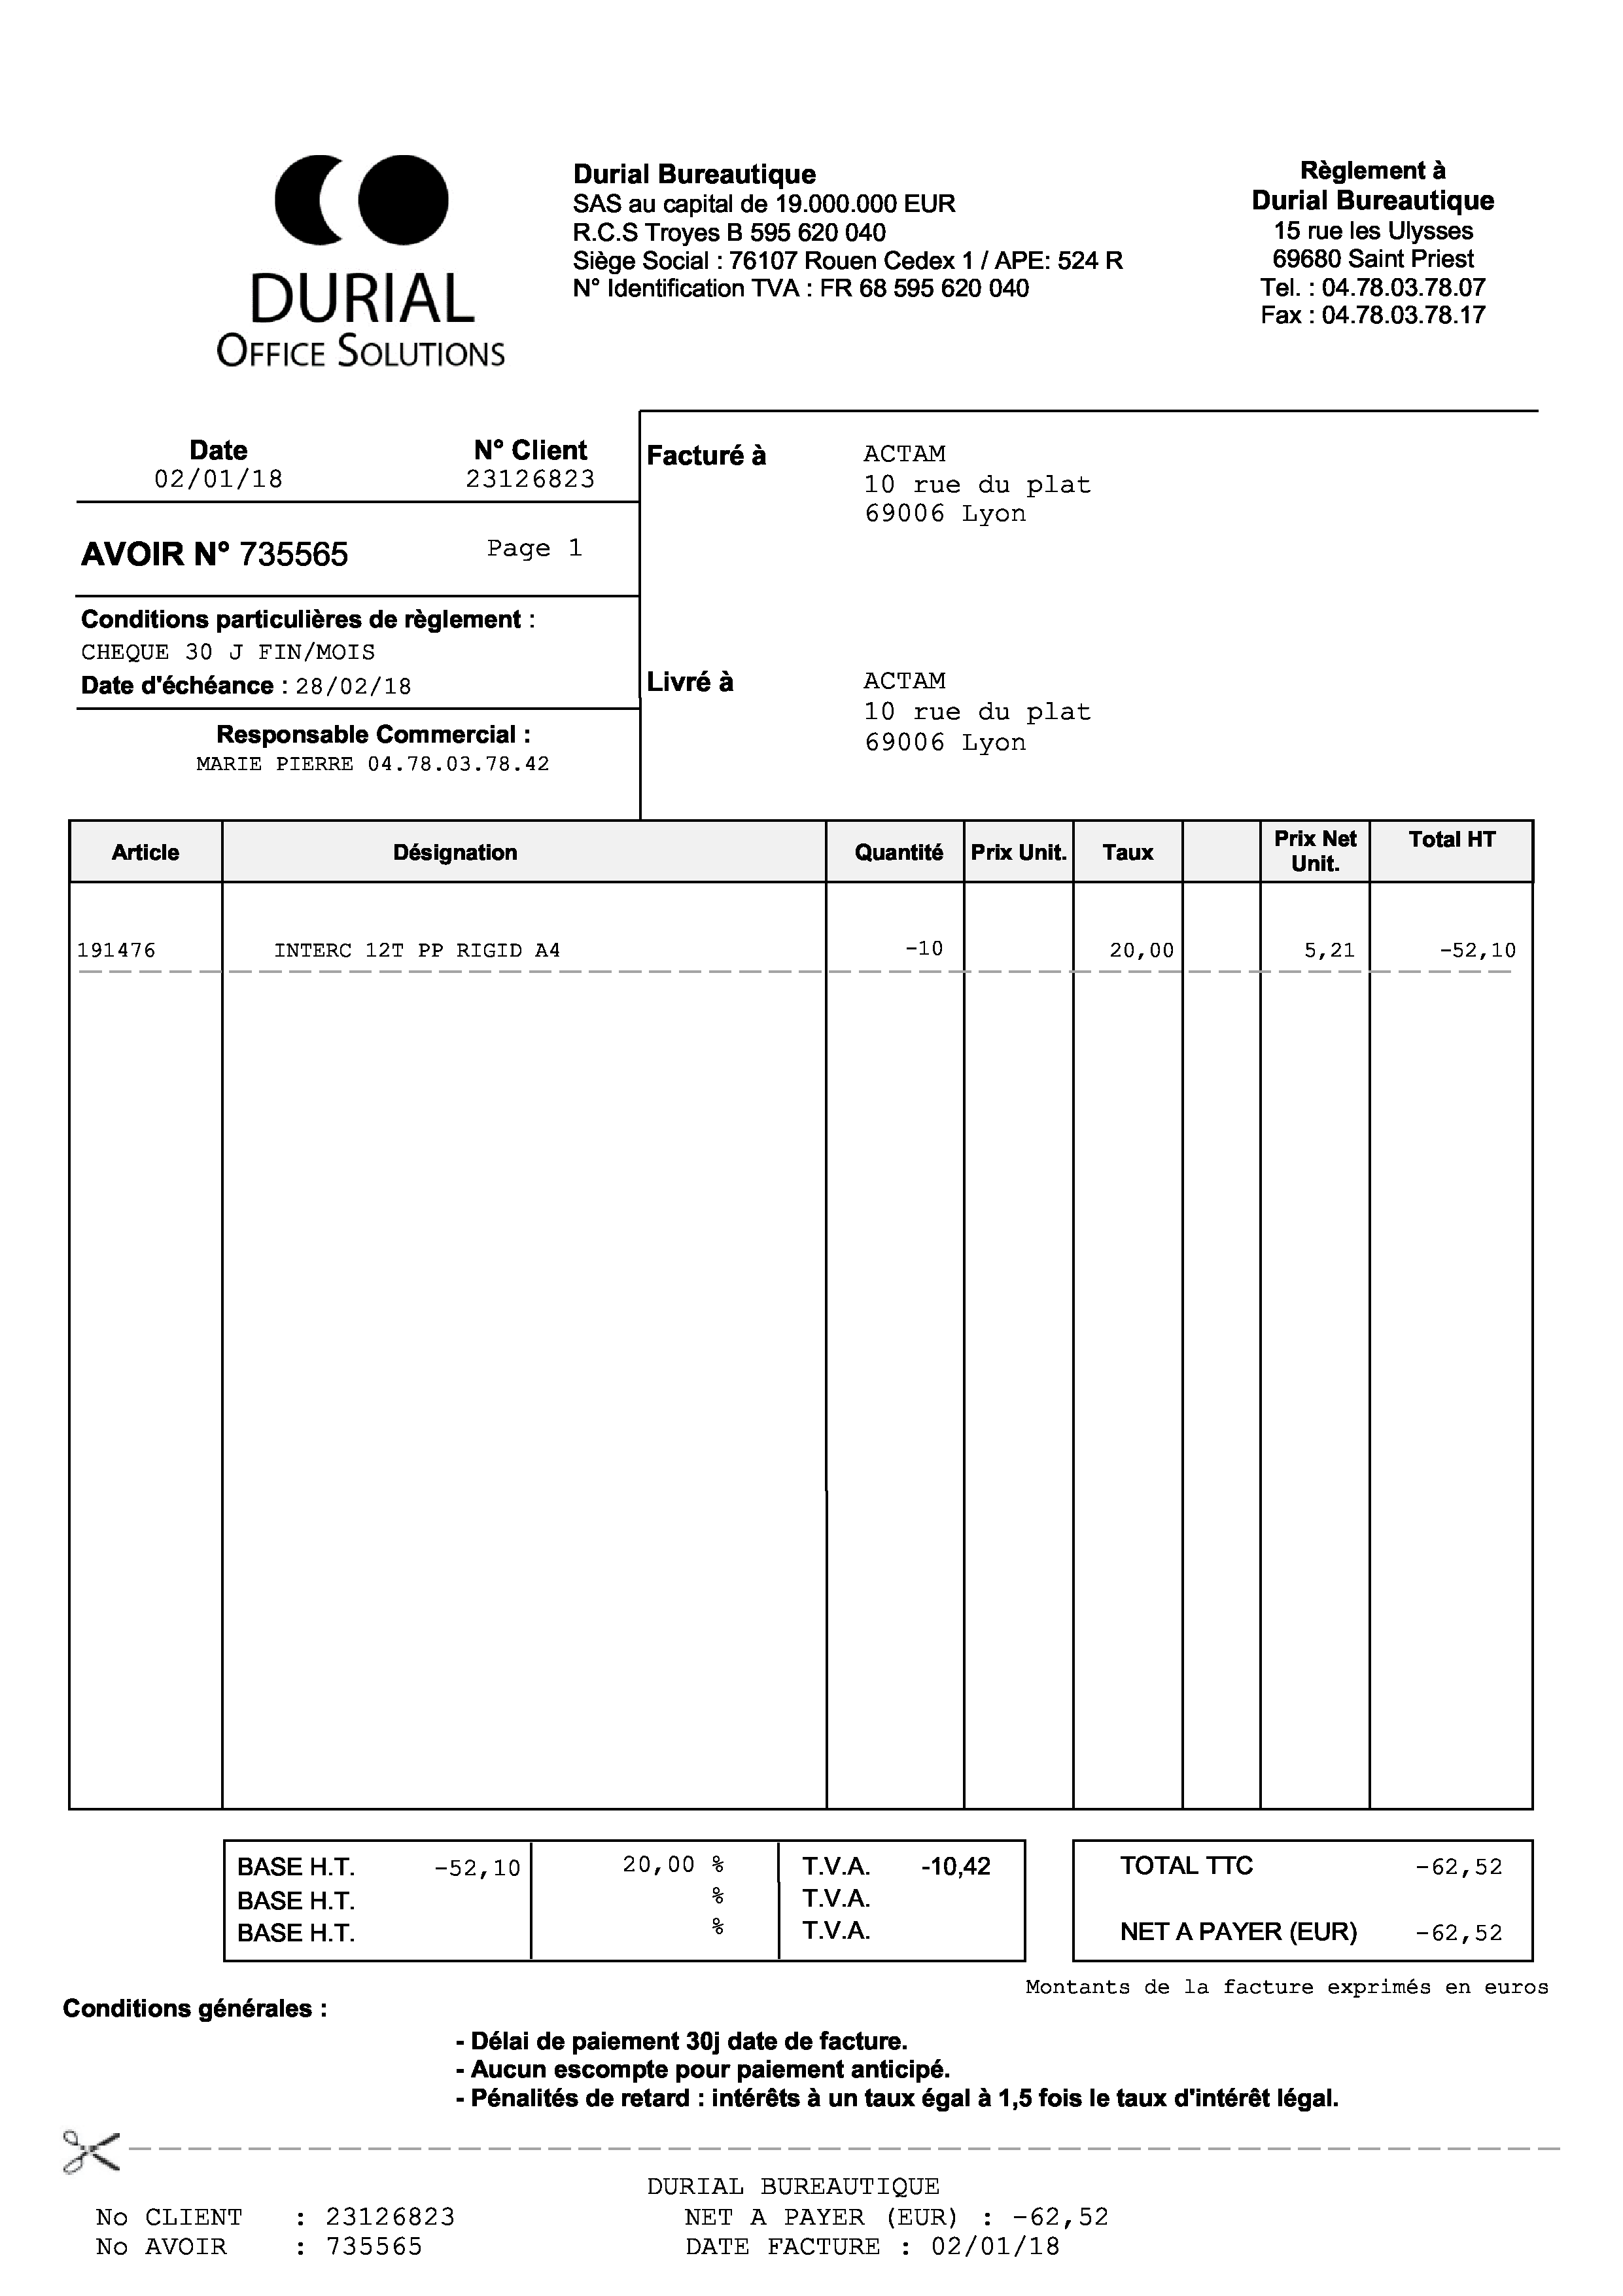 DURIAL
OFFICE SOLUTIONS
Durial Bureautique
SAS au capital de 19.000.000 EUR
R.C.S Troyes B 595 620 040
Siège Social : 76107 Rouen Cedex 1 / APE: 524 R
N° Identification TVA : FR 68 595 620 040
Règlement à
Durial Bureautique
15 rue les Ulysses
69680 Saint Priest
Tel. : 04.78.03.78.07
Fax : 04.78.03.78.17
Date N° Client
02/01/18 23126823
AVOIR N° 735565 Page 1
Conditions particulières de règlement :
CHEQUE 30 J FIN/MOIS
Date d'échéance : 28/02/18
Responsable Commercial :
MARIE PIERRE 04.78.03.78.42
Facturé à ACTAM
10 rue du plat
69006 Lyon
Livré à ACTAM
10 rue du plat
69006 Lyon
Article Désignation Quantité Prix Unit. Taux Prix Net Unit. Total HT
191476 INTERC 12T PP RIGID A4 -10 20,00 5,21 -52,10
BASE H.T. -52,10 20,00 % T.V.A. -10,42
BASE H.T. % T.V.A.
BASE H.T. % T.V.A.
TOTAL TTC -62,52
NET A PAYER (EUR) -62,52
Montants de la facture exprimés en euros
Conditions générales :
- Délai de paiement 30j date de facture.
- Aucun escompte pour paiement anticipé.
- Pénalités de retard : intérêts à un taux égal à 1,5 fois le taux d'intérêt légal.
DURIAL BUREAUTIQUE
No CLIENT : 23126823 NET A PAYER (EUR) : -62,52
No AVOIR : 735565 DATE FACTURE : 02/01/18